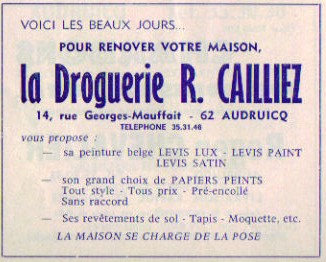 VOICI LES BEAUX JOURS...
POUR RENOVER VOTRE MAISON,
la Droguerie R. CAILLIEZ
14, rue Georges-Mauffait - 62 AUDRUICQ
TELEPHONE 35.31.46
vous propose :
— sa peinture belge LEVIS LUX - LEVIS PAINT
LEVIS SATIN
— son grand choix de PAPIERS PEINTS
Tout style - Tous prix - Pré-encollé
Sans raccord
— Ses revêtements de sol - Tapis - Moquette, etc.
LA MAISON SE CHARGE DE LA POSE